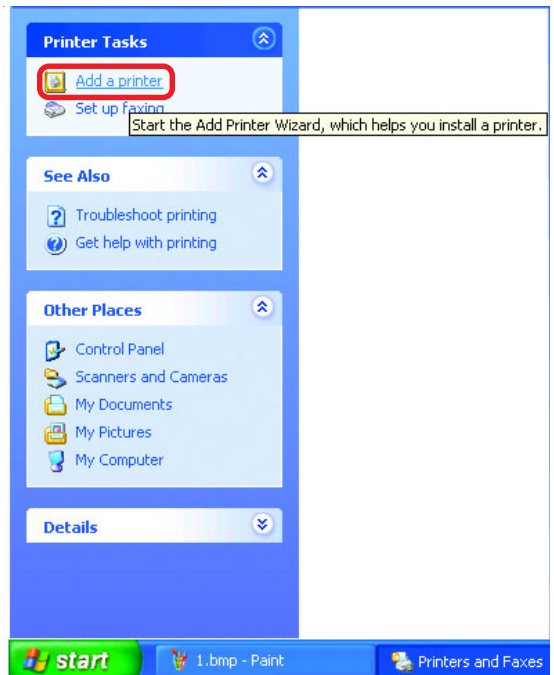 Printer Tasks
Add a printer
Set up faxing
Start the Add Printer Wizard, which helps you install a printer.
See Also
Troubleshoot printing
Get help with printing
Other Places
Control Panel
Scanners and Cameras
My Documents
My Pictures
My Computer
Details
start
1.bmp - Paint
Printers and Faxes